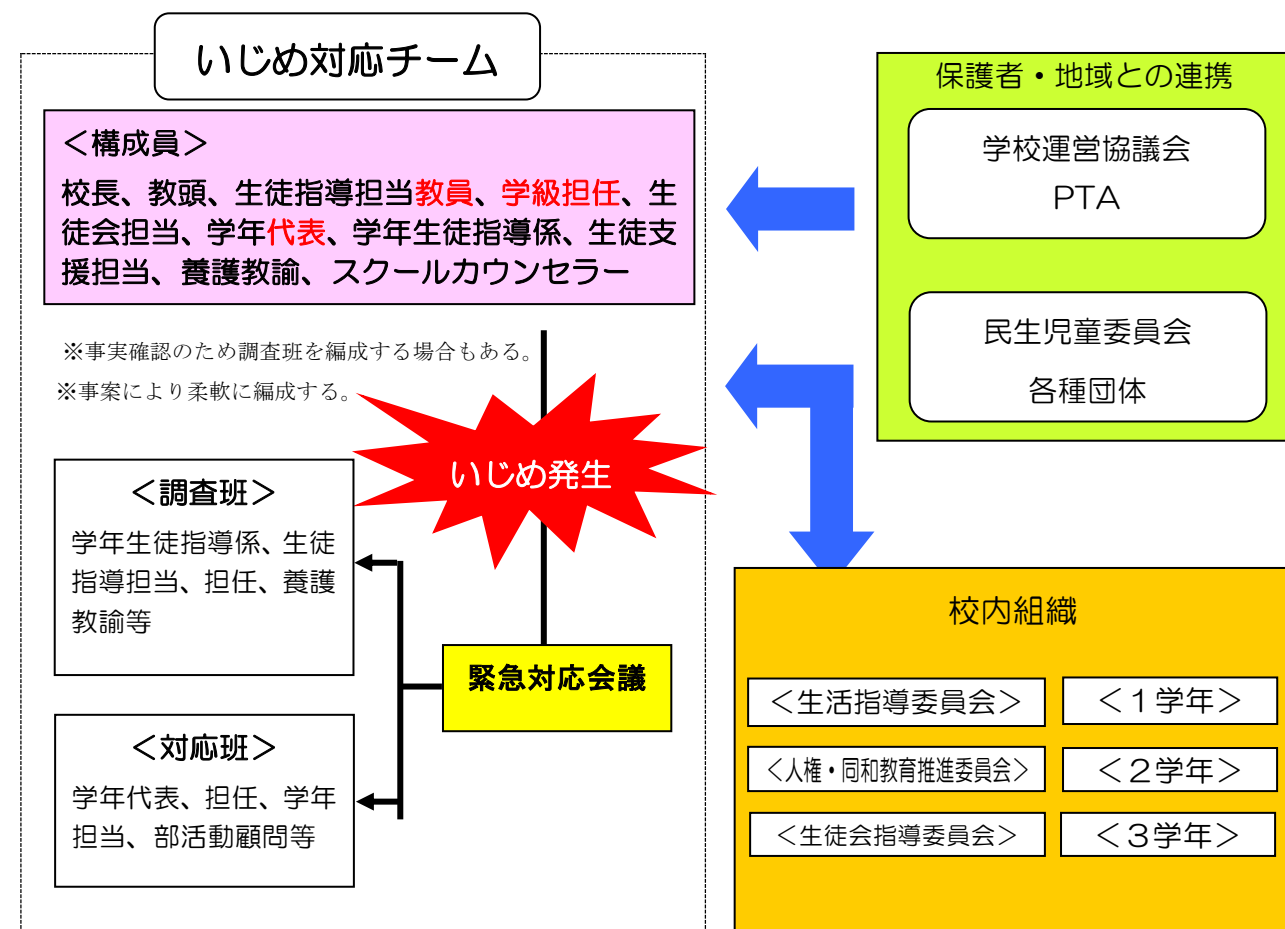 いじめ対応チーム
＜構成員＞
校長、教頭、生徒指導担当教員、学級担任、生
徒会担当、学年代表、学年生徒指導係、生徒支
援担当、養護教諭、スクールカウンセラー
※事実確認のため調査班を編成する場合もある。
※事案により柔軟に編成する。
いじめ発生
＜調査班＞
学年生徒指導係、生徒
指導担当、担任、養護
教諭等
緊急対応会議
＜対応班＞
学年代表、担任、学年
担当、部活動顧問等
保護者・地域との連携
学校運営協議会
PTA
民生児童委員会
各種団体
校内組織
＜生活指導委員会＞
＜１学年＞
＜人権・同和教育推進委員会＞
＜２学年＞
＜生徒会指導委員会＞
＜３学年＞